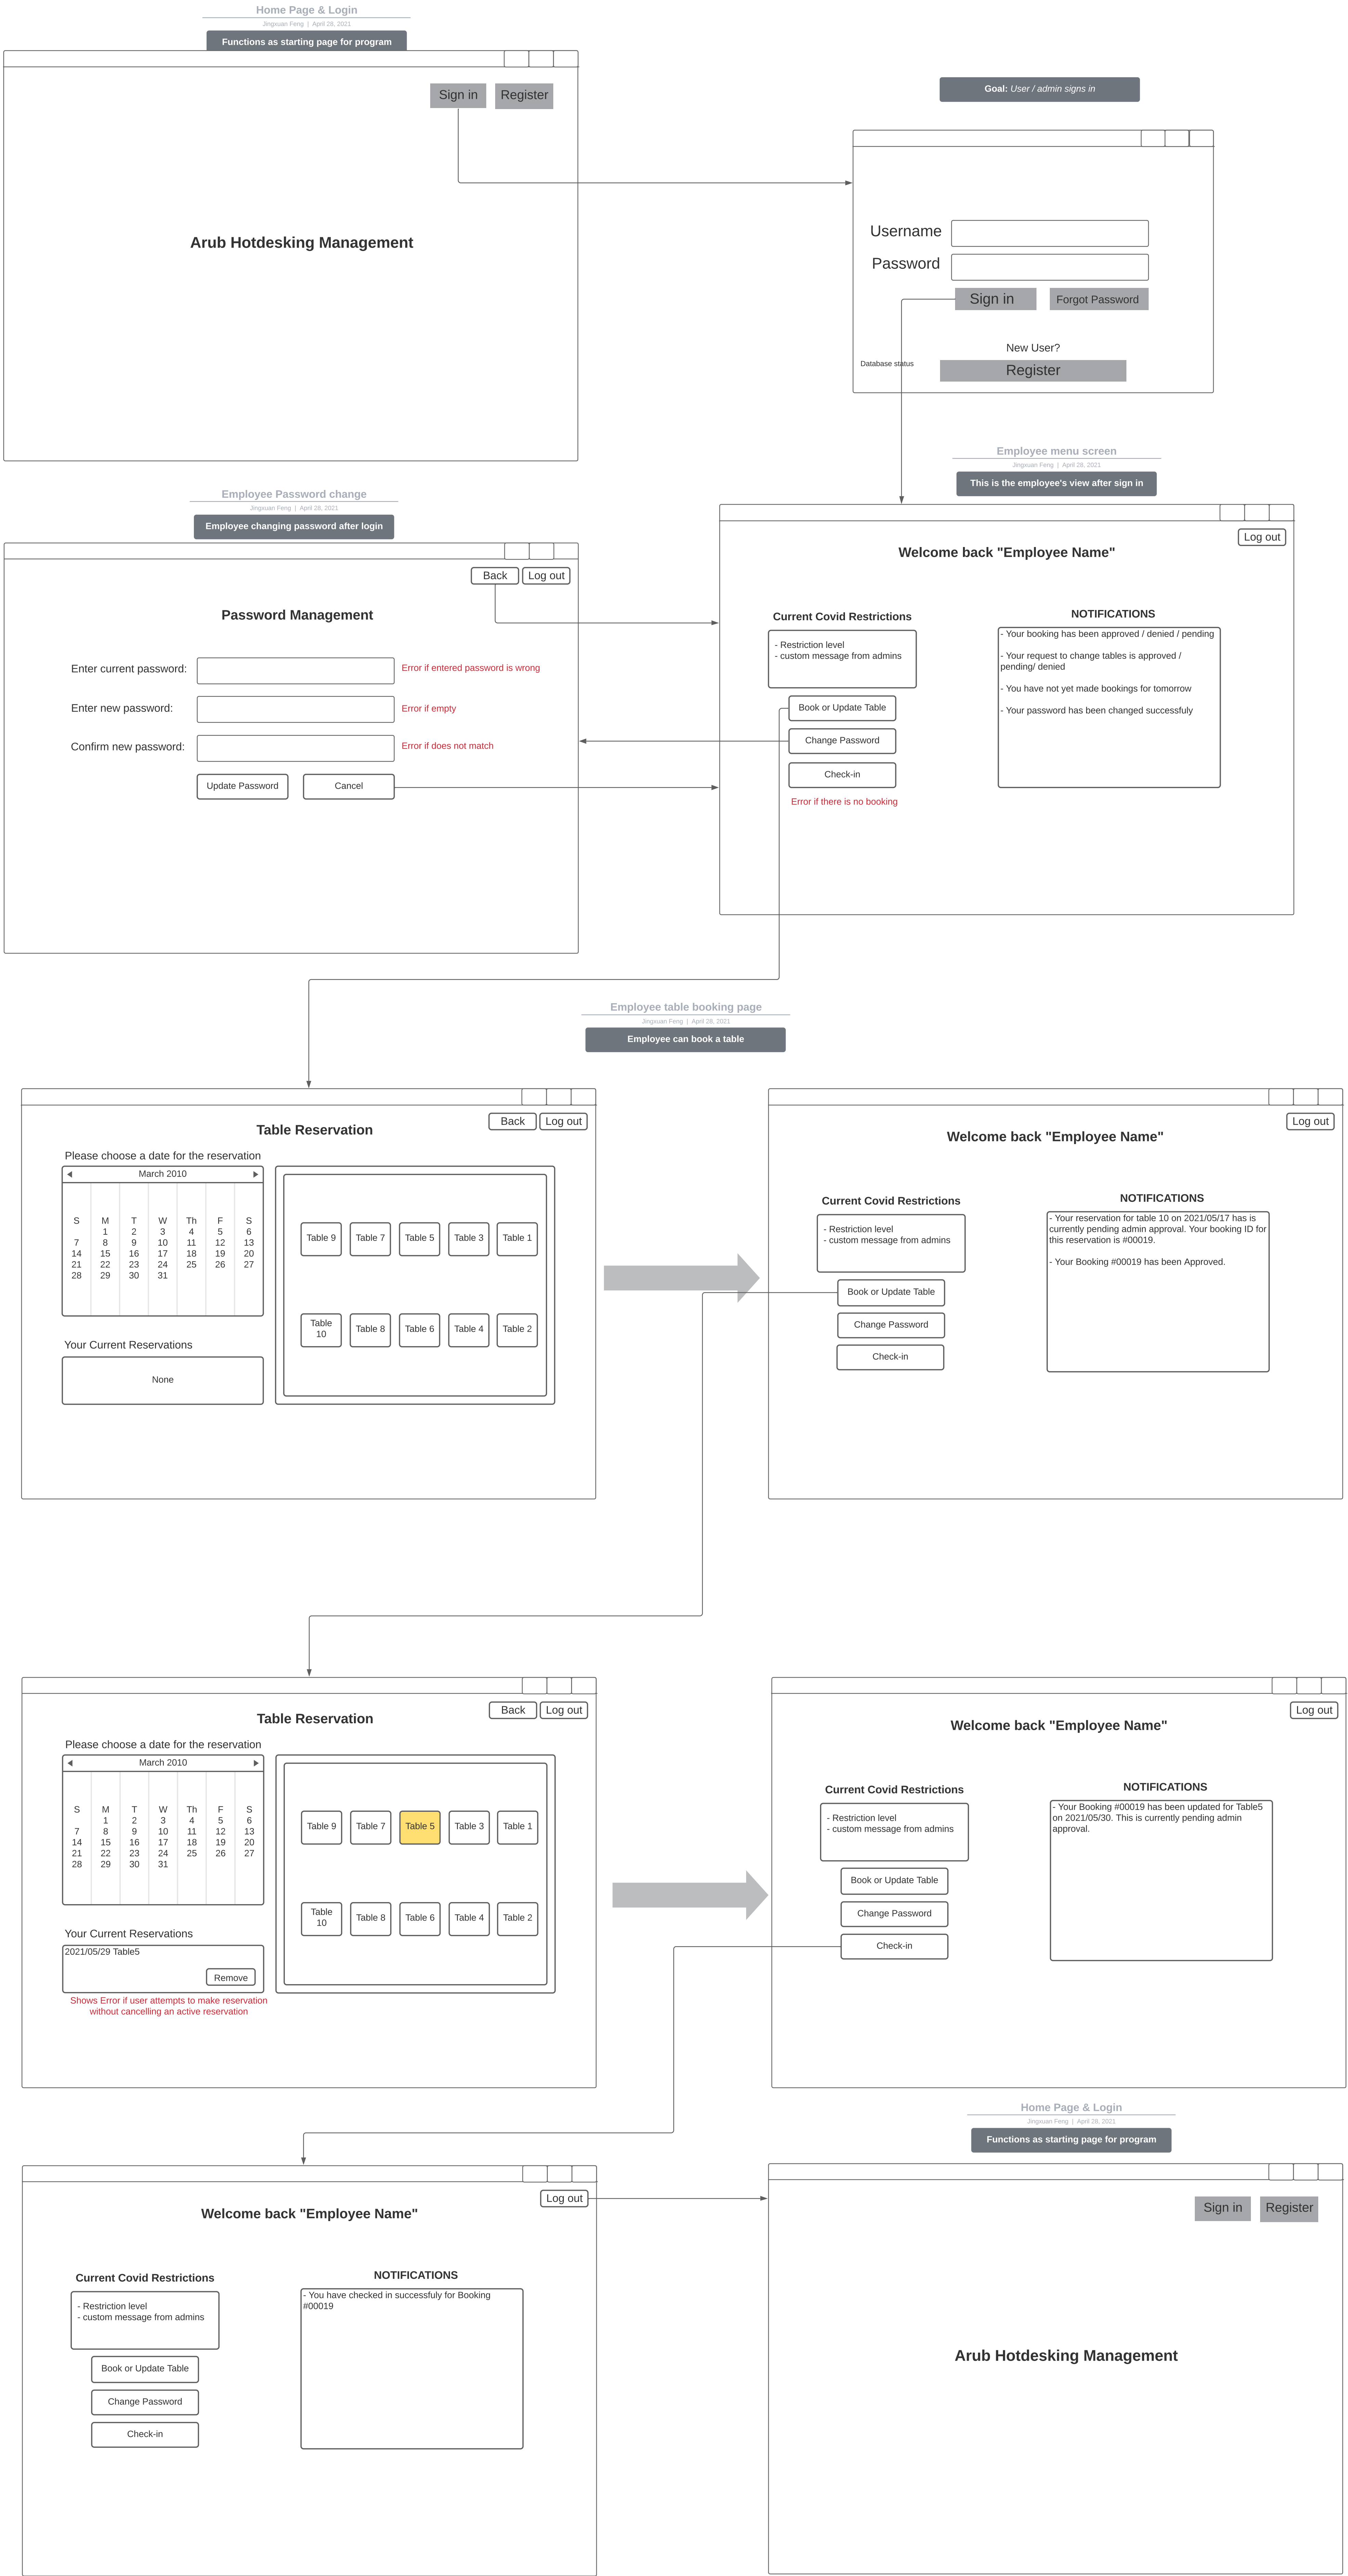 Home Page & Login
Jingxuan Feng | April 28, 2021
Functions as starting page for program
Sign in
Register
Arub Hotdesking Management
Goal: User / admin signs in
Username
Password
Sign in
Forgot Password
New User?
Database status
Register
Employee Password change
Jingxuan Feng | April 28, 2021
Employee changing password after login
Back
Log out
Password Management
Enter current password:
Error if entered password is wrong
Enter new password:
Error if empty
Confirm new password:
Error if does not match
Update Password
Cancel
Employee menu screen
Jingxuan Feng | April 28, 2021
This is the employee's view after sign in
Log out
Welcome back "Employee Name"
Current Covid Restrictions
- Restriction level
- custom message from admins
Book or Update Table
Change Password
Check-in
Error if there is no booking
NOTIFICATIONS
- Your booking has been approved / denied / pending
- Your request to change tables is approved /
pending/ denied
- You have not yet made bookings for tomorrow
- Your password has been changed successfuly
Employee table booking page
Jingxuan Feng | April 28, 2021
Employee can book a table
Back
Log out
Table Reservation
Please choose a date for the reservation
March 2010
S M T W Th F S
1 2 3 4 5 6
7 8 9 10 11 12 13
14 15 16 17 18 19 20
21 22 23 24 25 26 27
28 29 30 31
Your Current Reservations
None
Table 9
Table 7
Table 5
Table 3
Table 1
Table
10
Table 8
Table 6
Table 4
Table 2
Log out
Welcome back "Employee Name"
Current Covid Restrictions
- Restriction level
- custom message from admins
Book or Update Table
Change Password
Check-in
NOTIFICATIONS
- Your reservation for table 10 on 2021/05/17 has is
currently pending admin approval. Your booking ID for
this reservation is #00019.
- Your Booking #00019 has been Approved.
Back
Log out
Table Reservation
Please choose a date for the reservation
March 2010
S M T W Th F S
1 2 3 4 5 6
7 8 9 10 11 12 13
14 15 16 17 18 19 20
21 22 23 24 25 26 27
28 29 30 31
Your Current Reservations
2021/05/29 Table5
Remove
Shows Error if user attempts to make reservation
without cancelling an active reservation
Table 9
Table 7
Table 5
Table 3
Table 1
Table
10
Table 8
Table 6
Table 4
Table 2
Log out
Welcome back "Employee Name"
Current Covid Restrictions
- Restriction level
- custom message from admins
Book or Update Table
Change Password
Check-in
NOTIFICATIONS
- Your Booking #00019 has been updated for Table5
on 2021/05/30. This is currently pending admin
approval.
Log out
Welcome back "Employee Name"
Current Covid Restrictions
- Restriction level
- custom message from admins
Book or Update Table
Change Password
Check-in
NOTIFICATIONS
- You have checked in successfuly for Booking
#00019
Home Page & Login
Jingxuan Feng | April 28, 2021
Functions as starting page for program
Sign in
Register
Arub Hotdesking Management